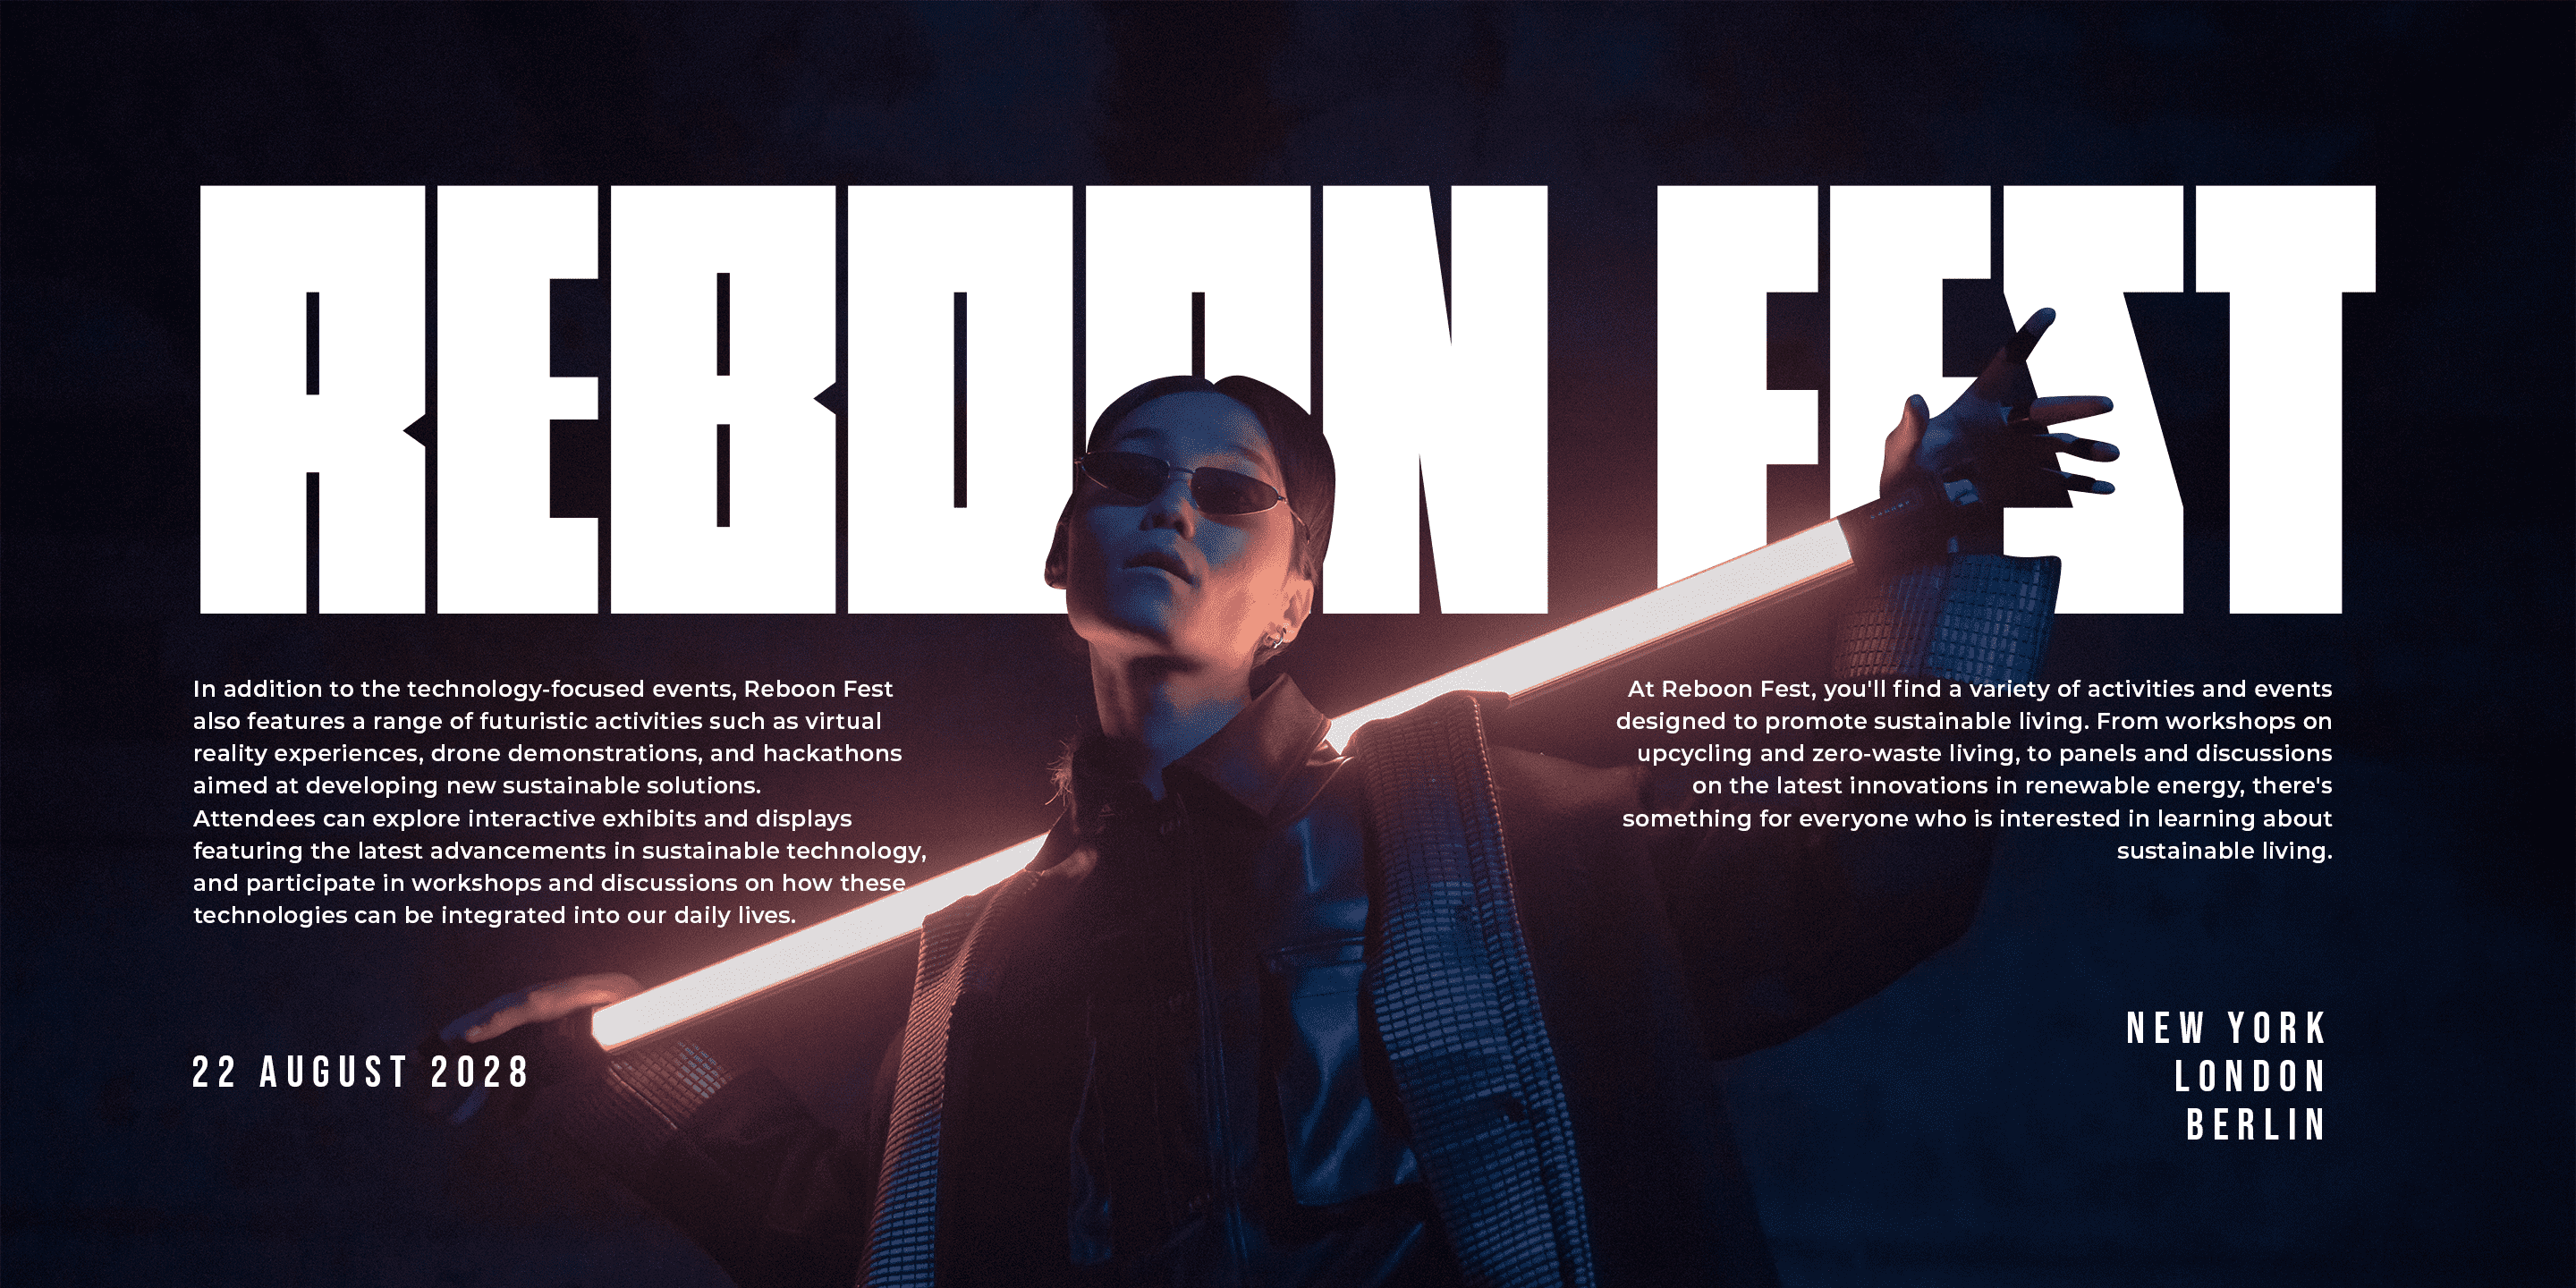 REBOON FEST
In addition to the technology-focused events, Reboon Fest
also features a range of futuristic activities such as virtual
reality experiences, drone demonstrations, and hackathons
aimed at developing new sustainable solutions.
Attendees can explore interactive exhibits and displays
featuring the latest advancements in sustainable technology,
and participate in workshops and discussions on how these
technologies can be integrated into our daily lives.
At Reboon Fest, you'll find a variety of activities and events
designed to promote sustainable living. From workshops on
upcycling and zero-waste living, to panels and discussions
on the latest innovations in renewable energy, there's
something for everyone who is interested in learning about
sustainable living.
22 AUGUST 2028
NEW YORK
LONDON
BERLIN